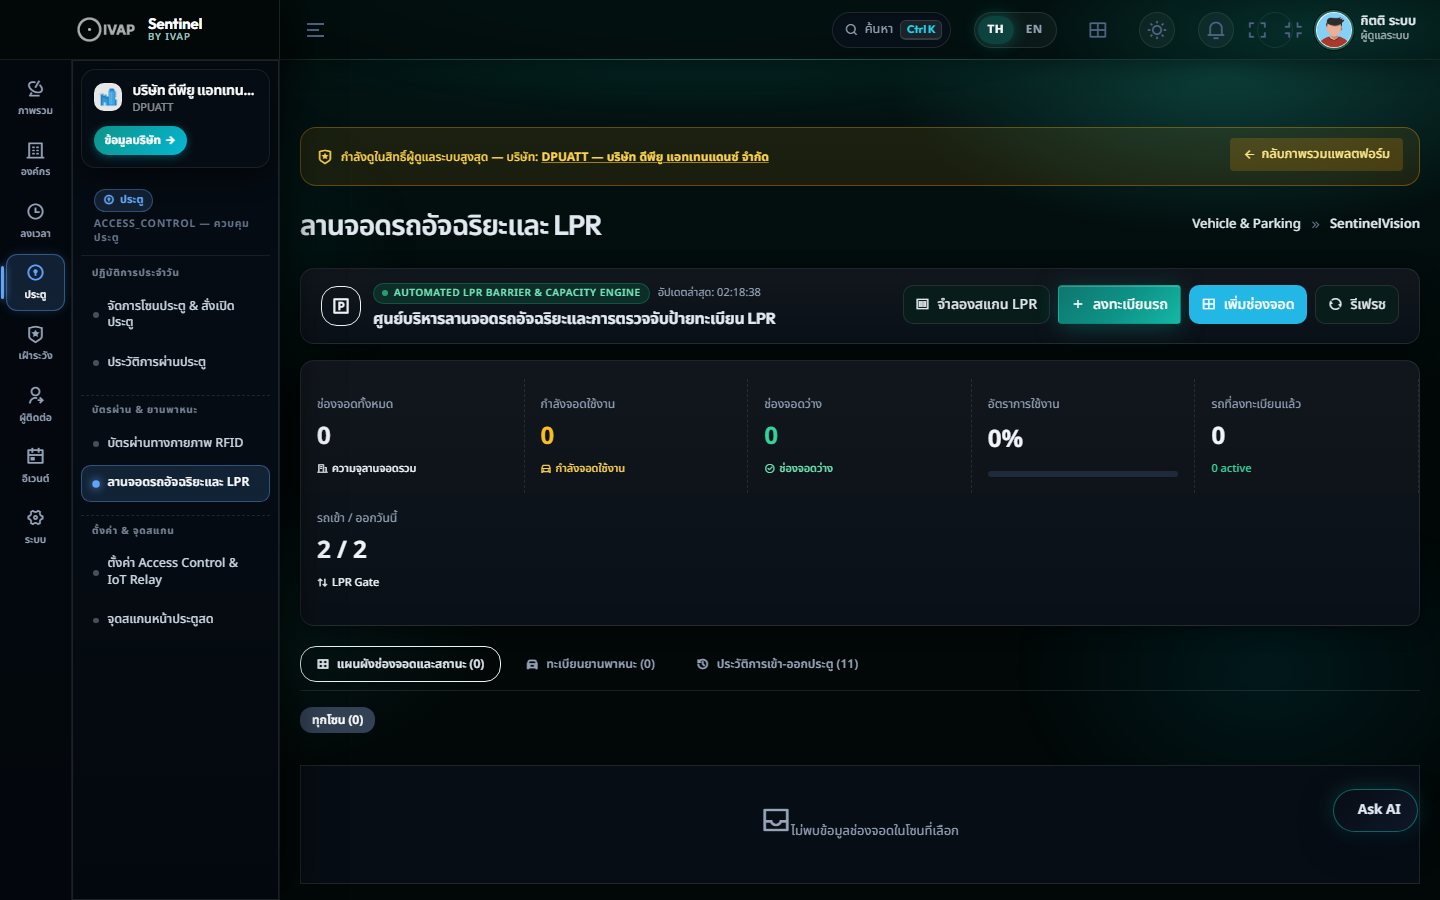 IVAP
Sentinel
BY IVAP
ค้นหา
Ctrl K
TH
EN
กิตติ ระบบ
ผู้ดูแลระบบ
ภาพรวม
องค์กร
ลงเวลา
ประตู
เฝ้าระวัง
ผู้ติดต่อ
อีเวนต์
ระบบ
บริษัท ดีพียู แอทเทน...
DPUATT
ข้อมูลบริษัท →
ประตู
ACCESS_CONTROL — ควบคุม
ประตู
ปฏิบัติการประจำวัน
จัดการโซนประตู & สั่งเปิด
ประตู
ประวัติการผ่านประตู
บัตรผ่าน & ยานพาหนะ
บัตรผ่านทางกายภาพ RFID
ลานจอดรถอัจฉริยะและ LPR
ตั้งค่า & จุดสแกน
ตั้งค่า Access Control &
IoT Relay
จุดสแกนหน้าประตูสด
กำลังดูในสิทธิ์ผู้ดูแลระบบสูงสุด — บริษัท: DPUATT — บริษัท ดีพียู แอทเทนแดนซ์ จำกัด
← กลับภาพรวมแพลตฟอร์ม
ลานจอดรถอัจฉริยะและ LPR
Vehicle & Parking » SentinelVision
AUTOMATED LPR BARRIER & CAPACITY ENGINE
อัปเดตล่าสุด: 02:18:38
ศูนย์บริหารลานจอดรถอัจฉริยะและการตรวจจับป้ายทะเบียน LPR
จำลองสแกน LPR
+ ลงทะเบียนรถ
เพิ่มช่องจอด
รีเฟรช
ช่องจอดทั้งหมด
0
ความจุลานจอดรวม
กำลังจอดใช้งาน
0
กำลังจอดใช้งาน
ช่องจอดว่าง
0
ช่องจอดว่าง
อัตราการใช้งาน
0%
รถที่ลงทะเบียนแล้ว
0
0 active
รถเข้า / ออกวันนี้
2 / 2
LPR Gate
แผนผังช่องจอดและสถานะ (0)
ทะเบียนยานพาหนะ (0)
ประวัติการเข้า-ออกประตู (11)
ทุกโซน (0)
ไม่พบข้อมูลช่องจอดในโซนที่เลือก
Ask AI